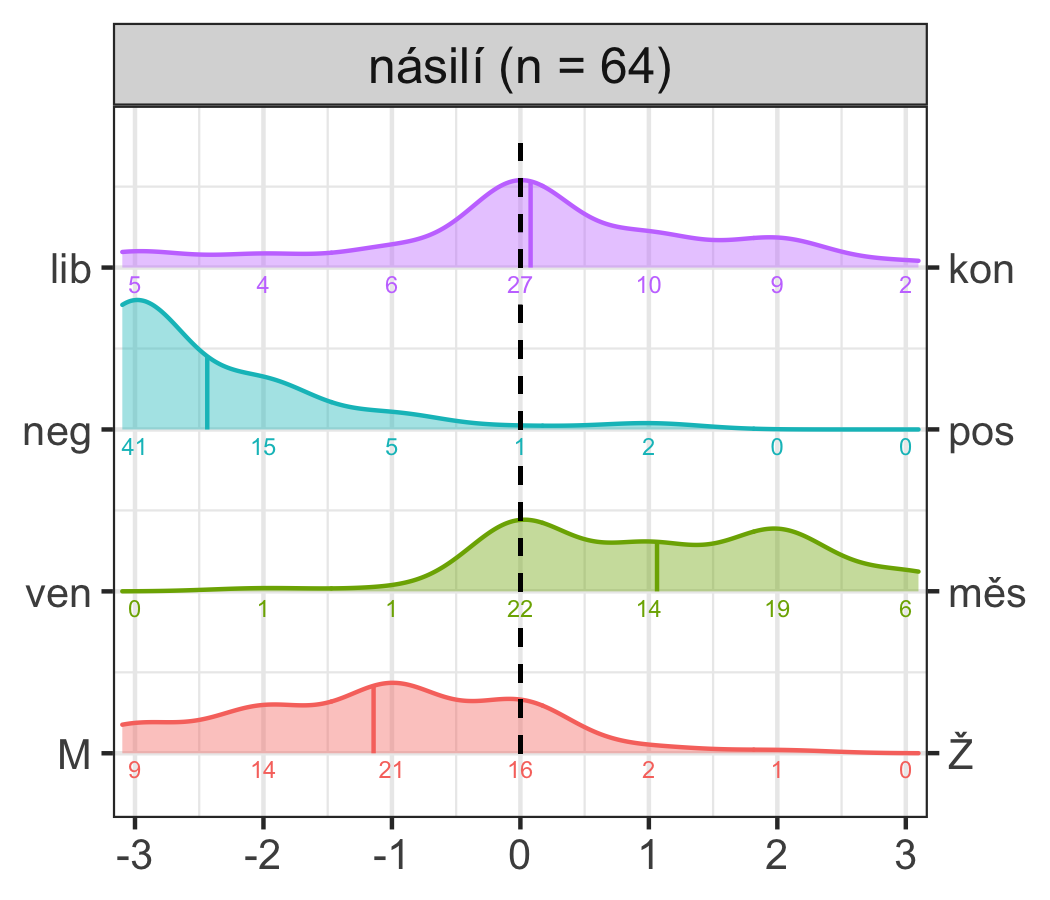 násilí (n = 64)
lib 5 4 6 27 10 9 2 kon
neg 41 15 5 1 2 0 0 pos
ven 0 1 1 22 14 19 6 měs
M 9 14 21 16 2 1 0 Ž
-3 -2 -1 0 1 2 3